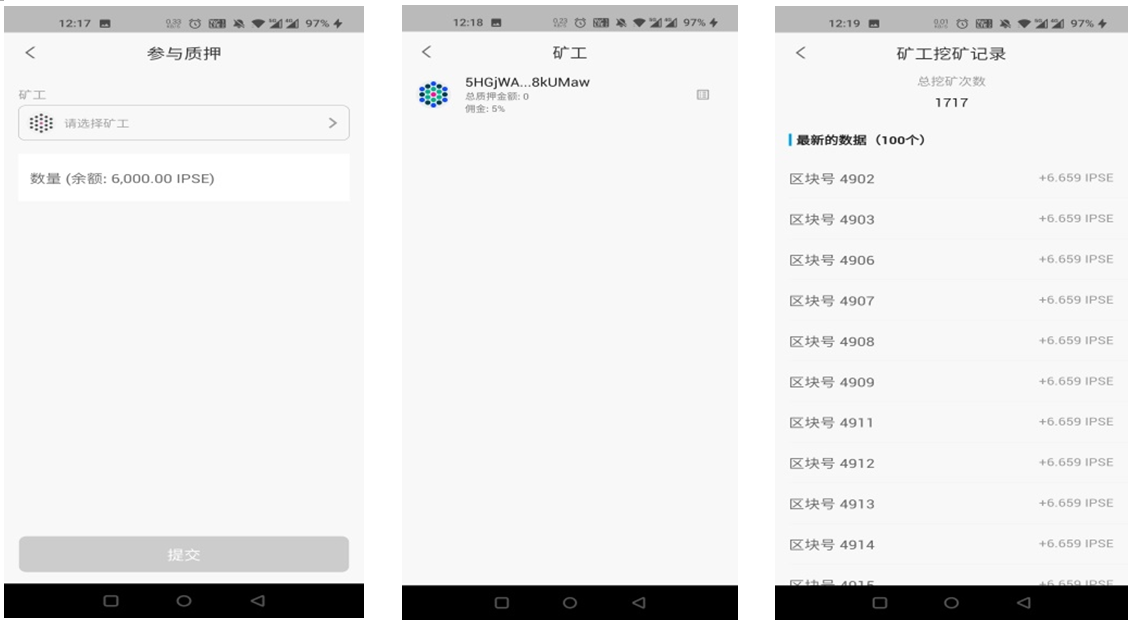 12:17
97%
参与质押
矿工
请选择矿工
数量 (余额: 6,000.00 IPSE)
提交
12:18
97%
矿工
5HGjWA...8kUMaw
总质押金额: 0
佣金: 5%
12:19
97%
矿工挖矿记录
总挖矿次数
1717
最新的数据（100个）
区块号 4902 +6.659 IPSE
区块号 4903 +6.659 IPSE
区块号 4906 +6.659 IPSE
区块号 4907 +6.659 IPSE
区块号 4908 +6.659 IPSE
区块号 4909 +6.659 IPSE
区块号 4911 +6.659 IPSE
区块号 4912 +6.659 IPSE
区块号 4913 +6.659 IPSE
区块号 4914 +6.659 IPSE
区块号 4915 +6.659 IPSE